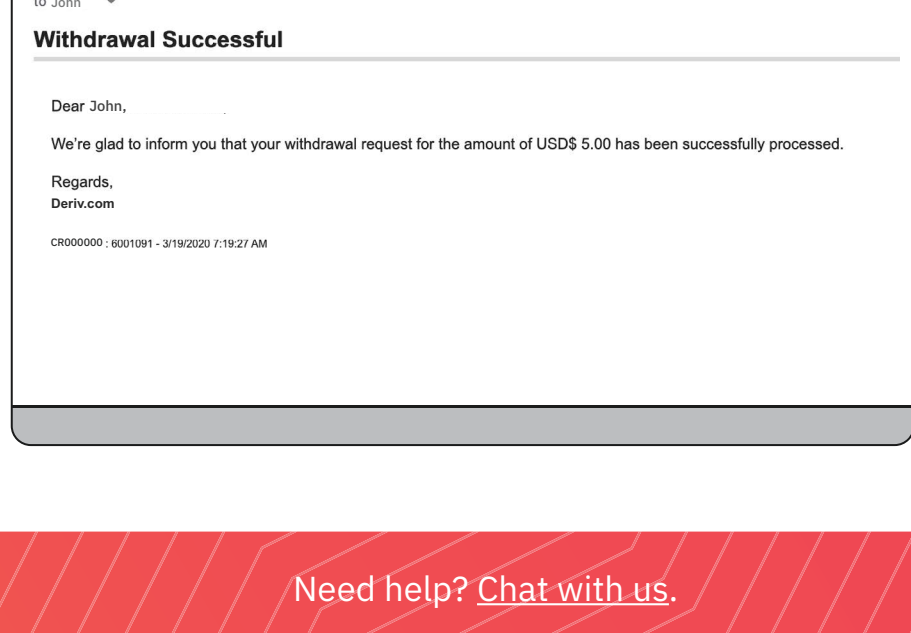 to John
Withdrawal Successful
Dear John,
We're glad to inform you that your withdrawal request for the amount of USD$ 5.00 has been successfully processed.
Regards,
Deriv.com
CR000000 : 6001091 - 3/19/2020 7:19:27 AM
Need help? Chat with us.